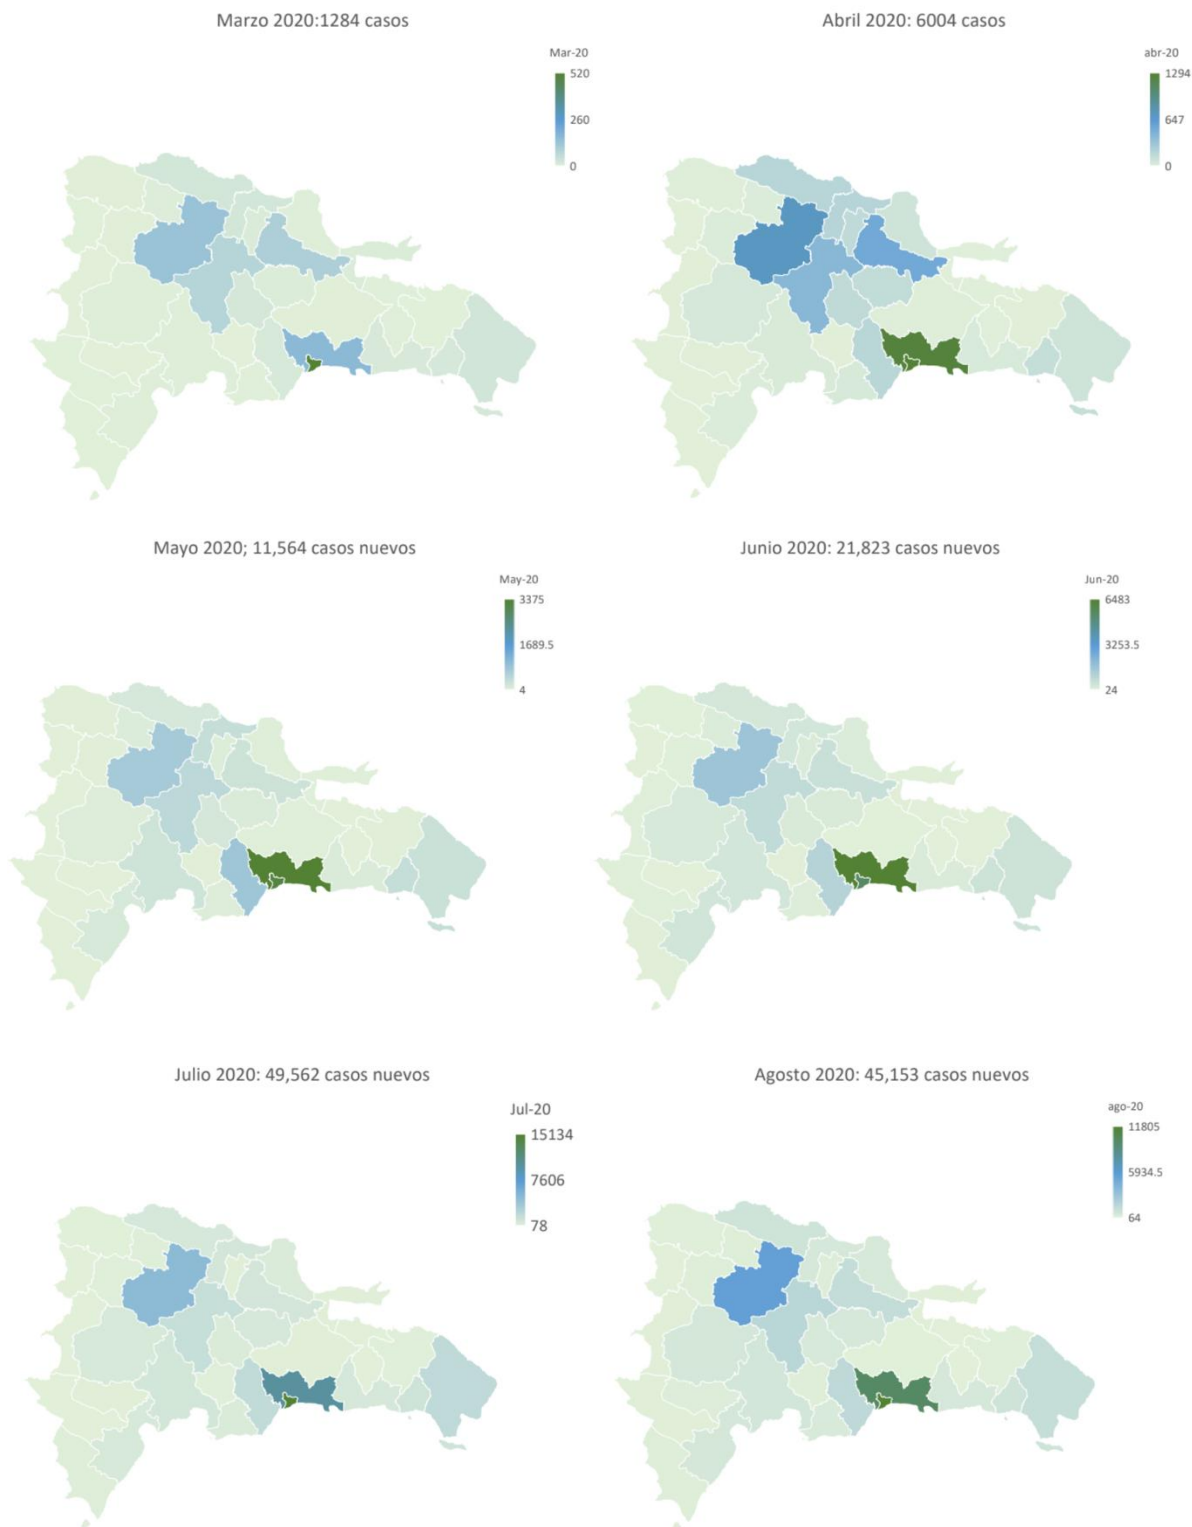 Marzo 2020:1284 casos
Mar-20
520
260
0
Abril 2020: 6004 casos
abr-20
1294
647
0
Mayo 2020; 11,564 casos nuevos
May-20
3375
1689.5
4
Junio 2020: 21,823 casos nuevos
Jun-20
6483
3253.5
24
Julio 2020: 49,562 casos nuevos
Jul-20
15134
7606
78
Agosto 2020: 45,153 casos nuevos
ago-20
11805
5934.5
64